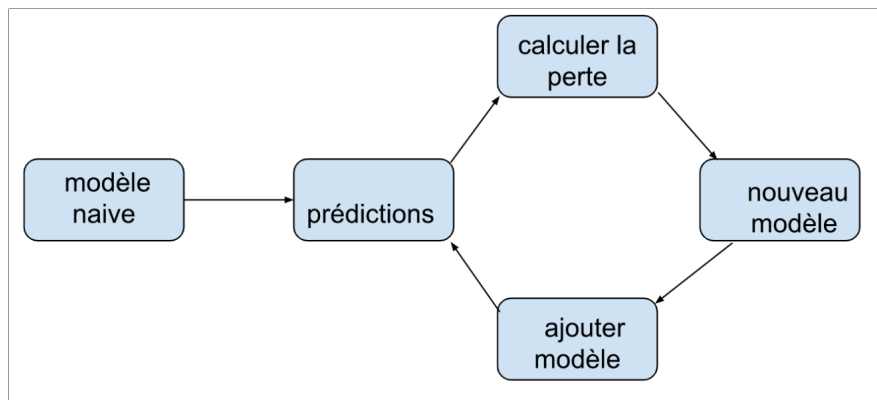 calculer la
perte
modèle
naive
prédictions
nouveau
modèle
ajouter
modèle